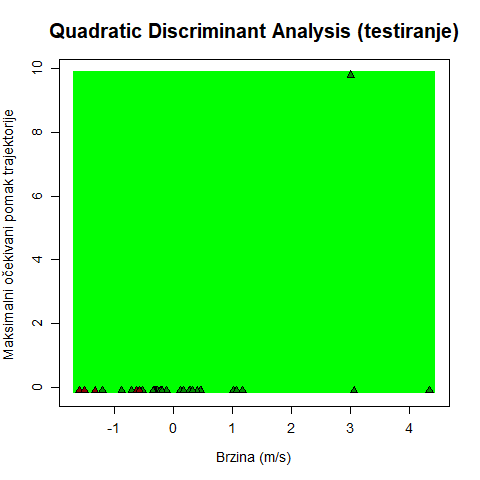 Quadratic Discriminant Analysis (testiranje)
Maksimalni očekivani pomak trajektorije
10
8
6
4
2
0
-1 0 1 2 3 4
Brzina (m/s)